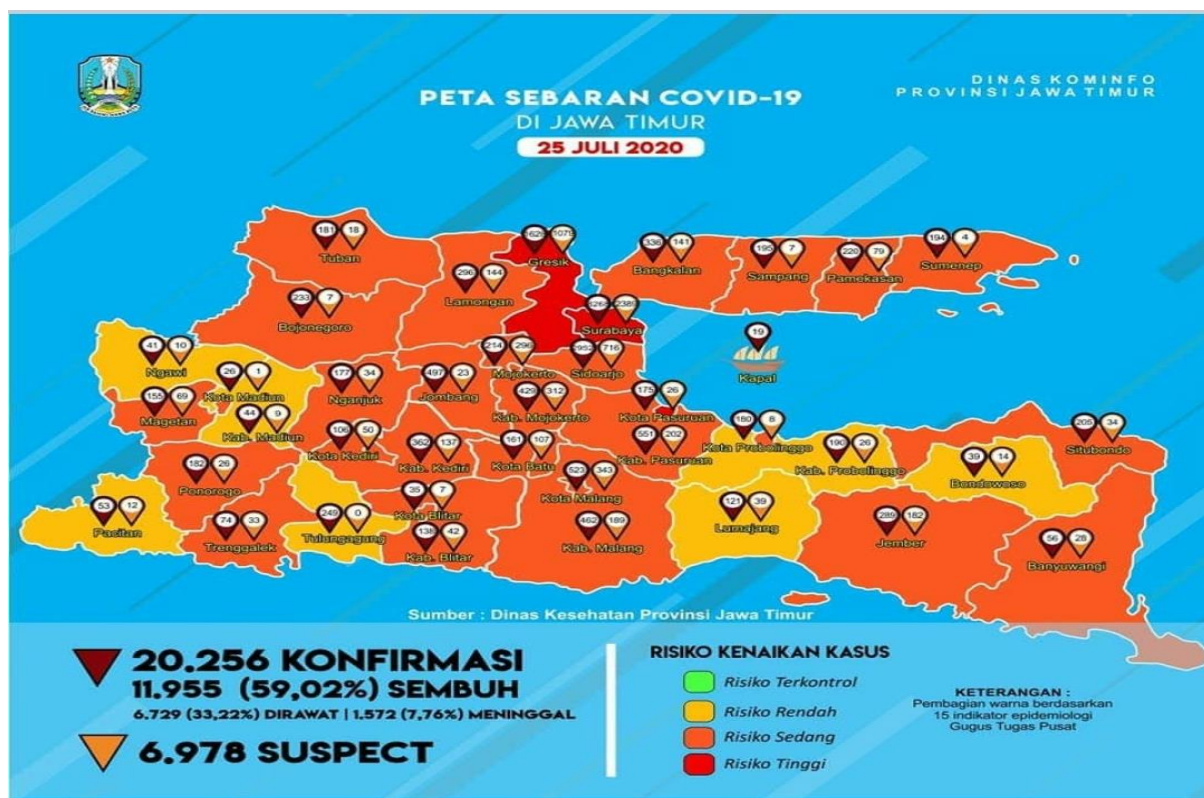 DINAS KOMINFO
PROVINSI JAWA TIMUR
PETA SEBARAN COVID-19
DI JAWA TIMUR
25 JULI 2020
181 18
Tuban
1079
Gresik
336 141
Bangkalan
195 7
Sampang
220 79
Pamekasan
194 4
Sumenep
296 144
Lamongan
233 7
Bojonegoro
2389
Surabaya
19
Kapal
41 10
Ngawi
26 1
Kota Madiun
177 34
Nganjuk
497 23
Jombang
214 296
Mojokerto
716
Sidoarjo
155 69
Magetan
44 9
Kab. Madiun
429 312
Kab. Mojokerto
175 26
Kota Pasuruan
106 50
Kota Kediri
362 137
Kab. Kediri
161 107
Kota Batu
551 202
Kab. Pasuruan
180 8
Kota Probolinggo
190 26
Kab. Probolinggo
39 14
Bondowoso
205 34
Situbondo
182 26
Ponorogo
523 343
Kota Malang
53 12
Pacitan
74 33
Trenggalek
249 0
Tulungagung
35 7
Kota Blitar
138 42
Kab. Blitar
462 189
Kab. Malang
121 39
Lumajang
289 182
Jember
56 28
Banyuwangi
Sumber : Dinas Kesehatan Provinsi Jawa Timur
20.256 KONFIRMASI
11.955 (59,02%) SEMBUH
6.729 (33,22%) DIRAWAT | 1.572 (7,76%) MENINGGAL
6.978 SUSPECT
RISIKO KENAIKAN KASUS
Risiko Terkontrol
Risiko Rendah
Risiko Sedang
Risiko Tinggi
KETERANGAN :
Pembagian warna berdasarkan
15 indikator epidemiologi
Gugus Tugas Pusat